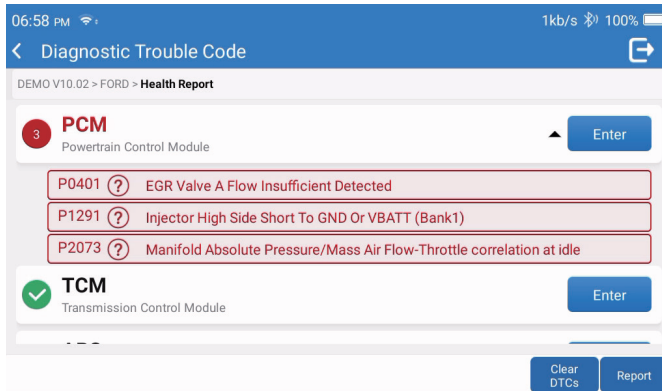 06:58 PM
1kb/s 100%
Diagnostic Trouble Code
DEMO V10.02 > FORD > Health Report
3
PCM
Powertrain Control Module
Enter
P0401 ? EGR Valve A Flow Insufficient Detected
P1291 ? Injector High Side Short To GND Or VBATT (Bank1)
P2073 ? Manifold Absolute Pressure/Mass Air Flow-Throttle correlation at idle
TCM
Transmission Control Module
Enter
Clear
DTCs
Report